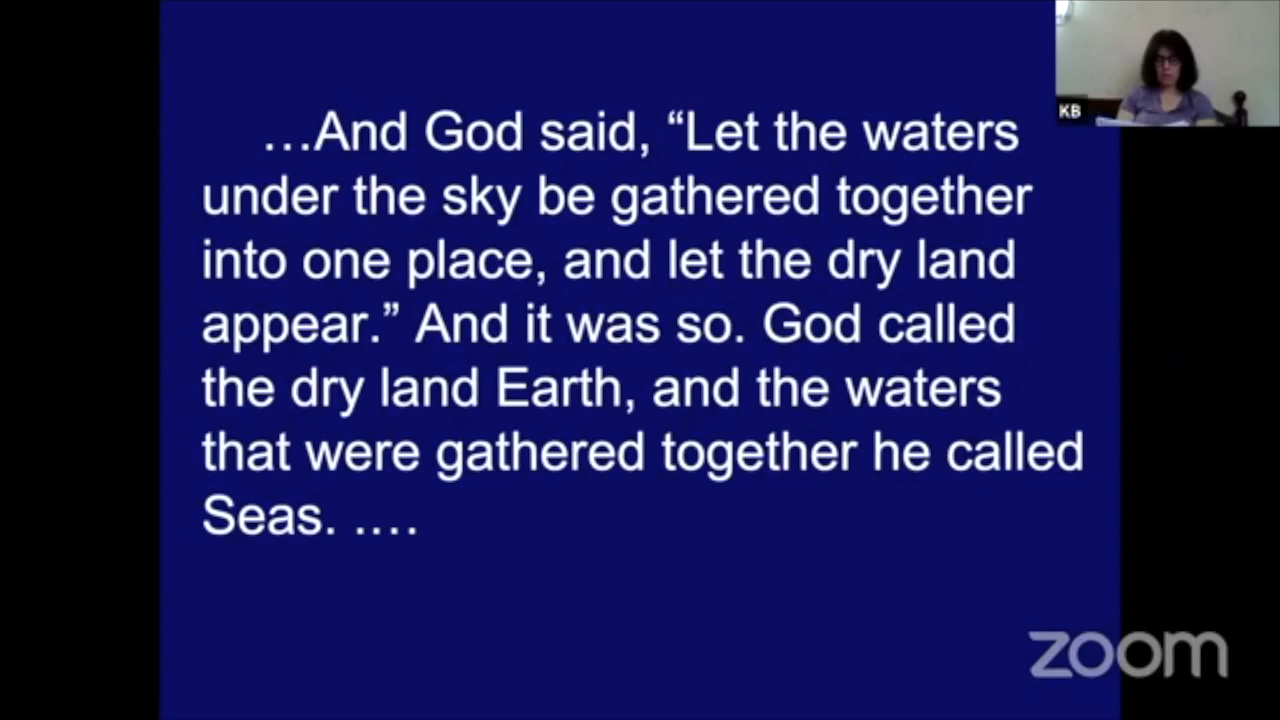 …And God said, “Let the waters
under the sky be gathered together
into one place, and let the dry land
appear.” And it was so. God called
the dry land Earth, and the waters
that were gathered together he called
Seas. ….
KB
zoom